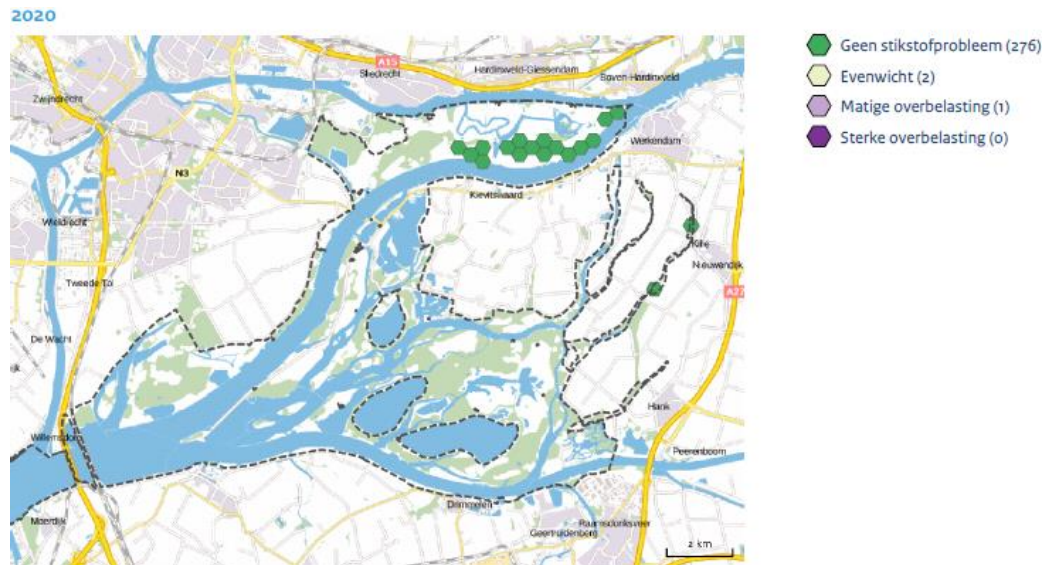 2020
Geen stikstofprobleem (276)
Evenwicht (2)
Matige overbelasting (1)
Sterke overbelasting (0)
A15
Sliedrecht
Hardinxveld-Giessendam
Boven-Hardinxveld
Zwijndrecht
Werkendam
N3
Kievitswaard
Wieldrecht
Kille
Nieuwendijk
Tweede Tol
A27
De Wacht
Hank
Willemsdorp
Peerenboom
Drimmelen
Moerdijk
Raamsdonksveer
Geertruidenberg
2 km